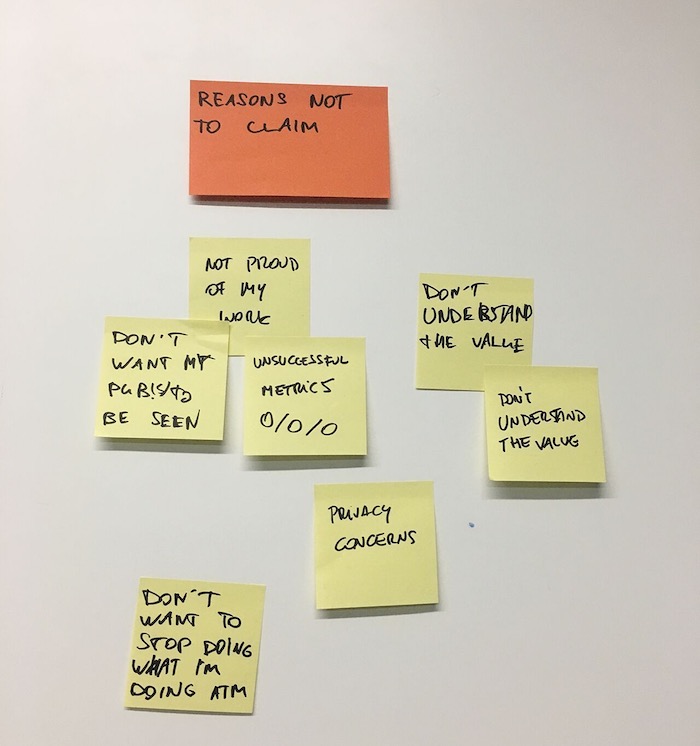 REASONS NOT
TO CLAIM
NOT PROUD
OF MY
WORK
DON'T
WANT MY
BE SEEN
UNSUCCESSFUL
METRICS
0/0/0
DON'T
UNDERSTAND
THE VALUE
DON'T
UNDERSTAND
THE VALUE
PRIVACY
CONCERNS
DON'T
WANT TO
STOP DOING
WHAT I'M
DOING ATM